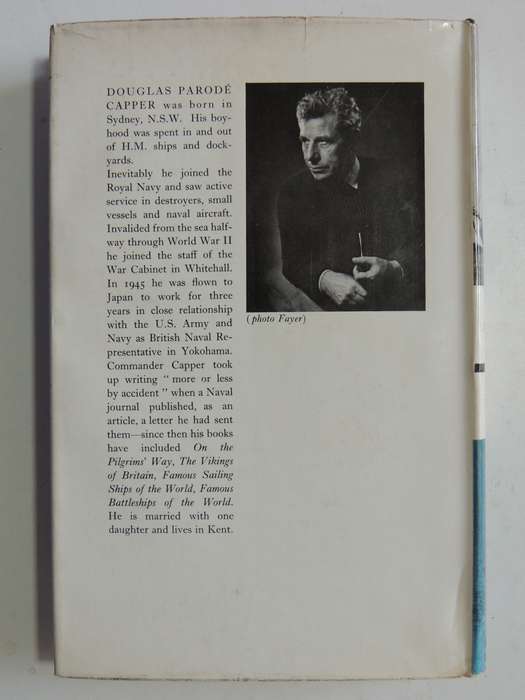 DOUGLAS PARODÉ
CAPPER was born in
Sydney, N.S.W. His boy-
hood was spent in and out
of H.M. ships and dock-
yards.
Inevitably he joined the
Royal Navy and saw active
service in destroyers, small
vessels and naval aircraft.
Invalided from the sea half-
way through World War II
he joined the staff of the
War Cabinet in Whitehall.
In 1945 he was flown to
Japan to work for three
years in close relationship
with the U.S. Army and
Navy as British Naval Re-
presentative in Yokohama.
Commander Capper took
up writing " more or less
by accident " when a Naval
journal published, as an
article, a letter he had sent
them—since then his books
have included On the
Pilgrims' Way, The Vikings
of Britain, Famous Sailing
Ships of the World, Famous
Battleships of the World.
He is married with one
daughter and lives in Kent.
(photo Fayer)